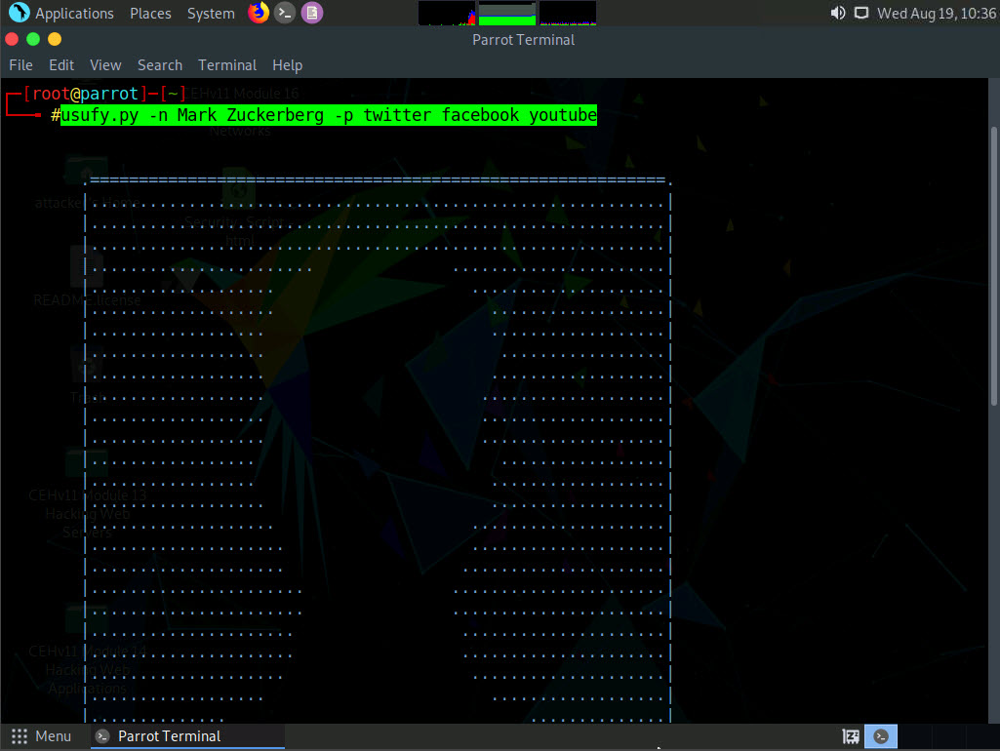 Applications Places System Wed Aug 19, 10:36
Parrot Terminal
File Edit View Search Terminal Help
[root@parrot]─[~]
#usufy.py -n Mark Zuckerberg -p twitter facebook youtube
CEHv11 Module 16
Networks
attacker's Home
html
README.license
CEHv11 Module 13
Hacking Web
Servers
CEHv11 Module 14
Hacking Web
Applications
Menu Parrot Terminal